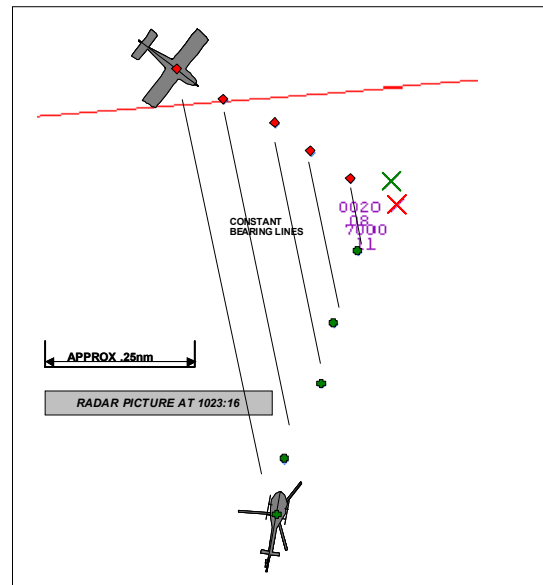 0020
08
7000
11
CONSTANT
BEARING LINES
APPROX .25nm
RADAR PICTURE AT 1023:16